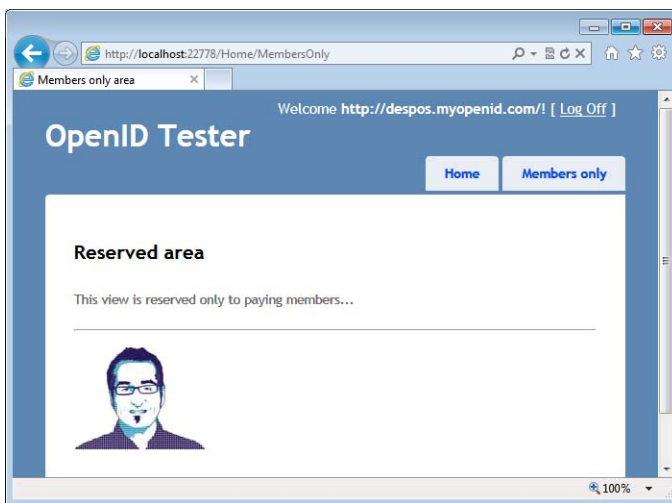 http://localhost:22778/Home/MembersOnly
Members only area
Welcome http://despos.myopenid.com/! [ Log Off ]
OpenID Tester
Home
Members only
Reserved area
This view is reserved only to paying members...
100%